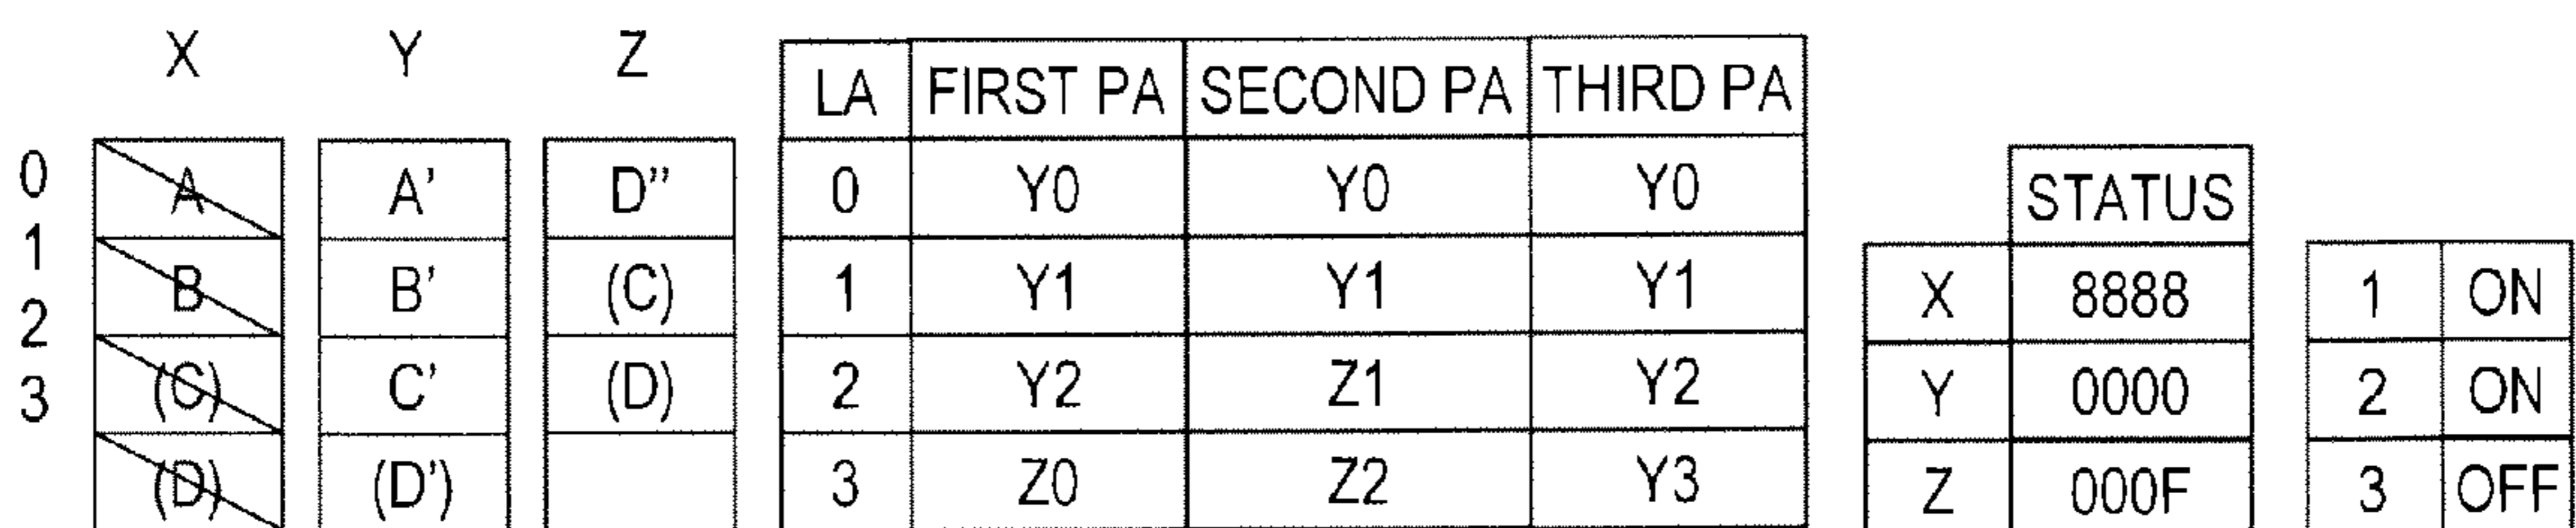 X Y Z
LA FIRST PA SECOND PA THIRD PA
0 A A' D" 0 Y0 Y0 Y0 STATUS
1 B B' (C) 1 Y1 Y1 Y1 X 8888 1 ON
2 (C) C' (D) 2 Y2 Z1 Y2 Y 0000 2 ON
3 (D) (D') 3 Z0 Z2 Y3 Z 000F 3 OFF